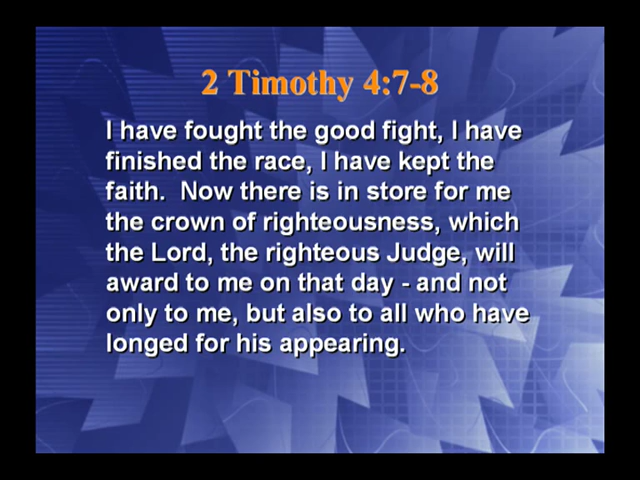 2 Timothy 4:7-8
I have fought the good fight, I have
finished the race, I have kept the
faith.  Now there is in store for me
the crown of righteousness, which
the Lord, the righteous Judge, will
award to me on that day - and not
only to me, but also to all who have
longed for his appearing.